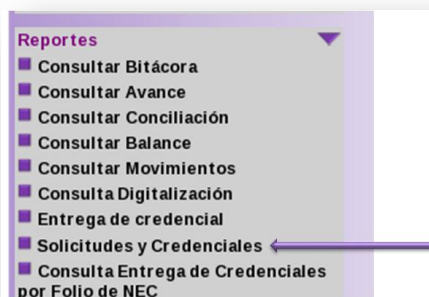 Reportes
Consultar Bitácora
Consultar Avance
Consultar Conciliación
Consultar Balance
Consultar Movimientos
Consulta Digitalización
Entrega de credencial
Solicitudes y Credenciales
Consulta Entrega de Credenciales
por Folio de NEC